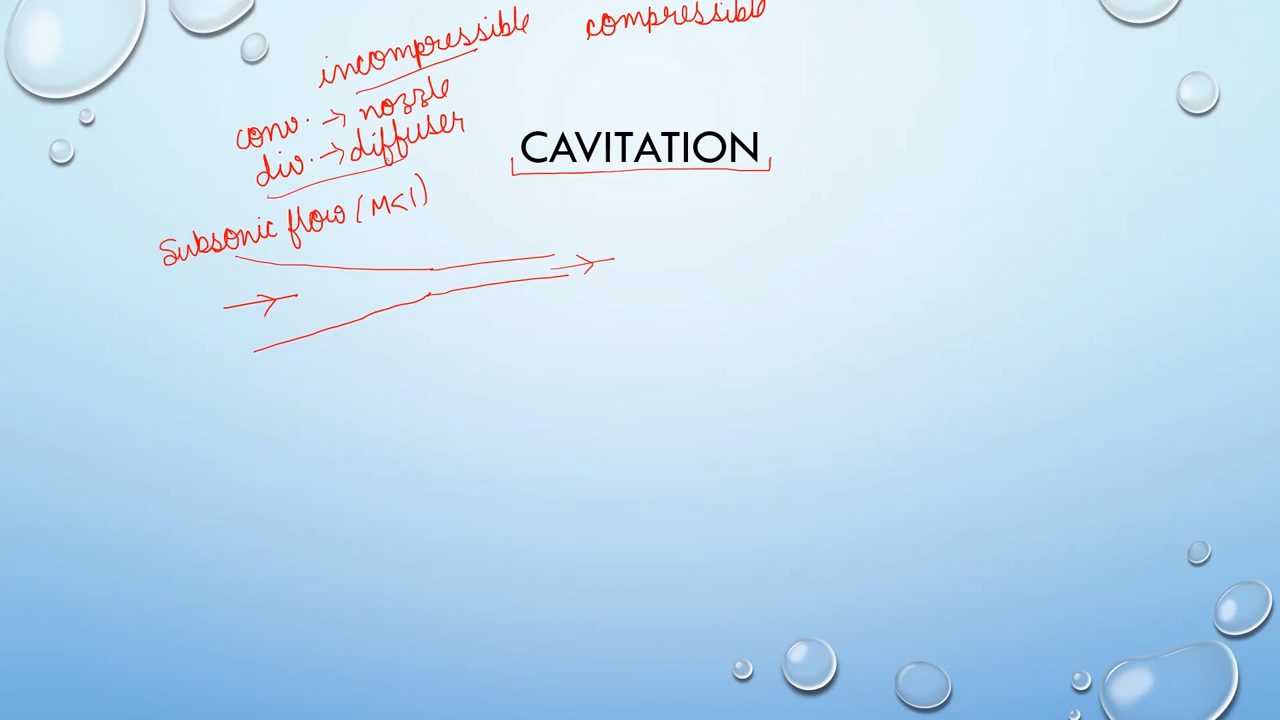 incompressible compressible
conv. → nozzle
div. → diffuser
CAVITATION
Subsonic flow (M<1)